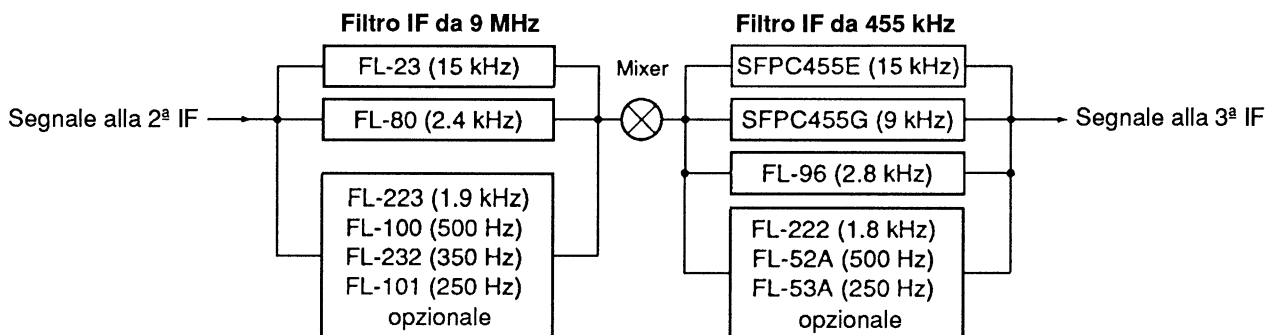 Filtro IF da 9 MHz
FL-23 (15 kHz)
FL-80 (2.4 kHz)
FL-223 (1.9 kHz)
FL-100 (500 Hz)
FL-232 (350 Hz)
FL-101 (250 Hz)
opzionale
Segnale alla 2ª IF
Mixer
Filtro IF da 455 kHz
SFPC455E (15 kHz)
SFPC455G (9 kHz)
FL-96 (2.8 kHz)
FL-222 (1.8 kHz)
FL-52A (500 Hz)
FL-53A (250 Hz)
opzionale
Segnale alla 3ª IF